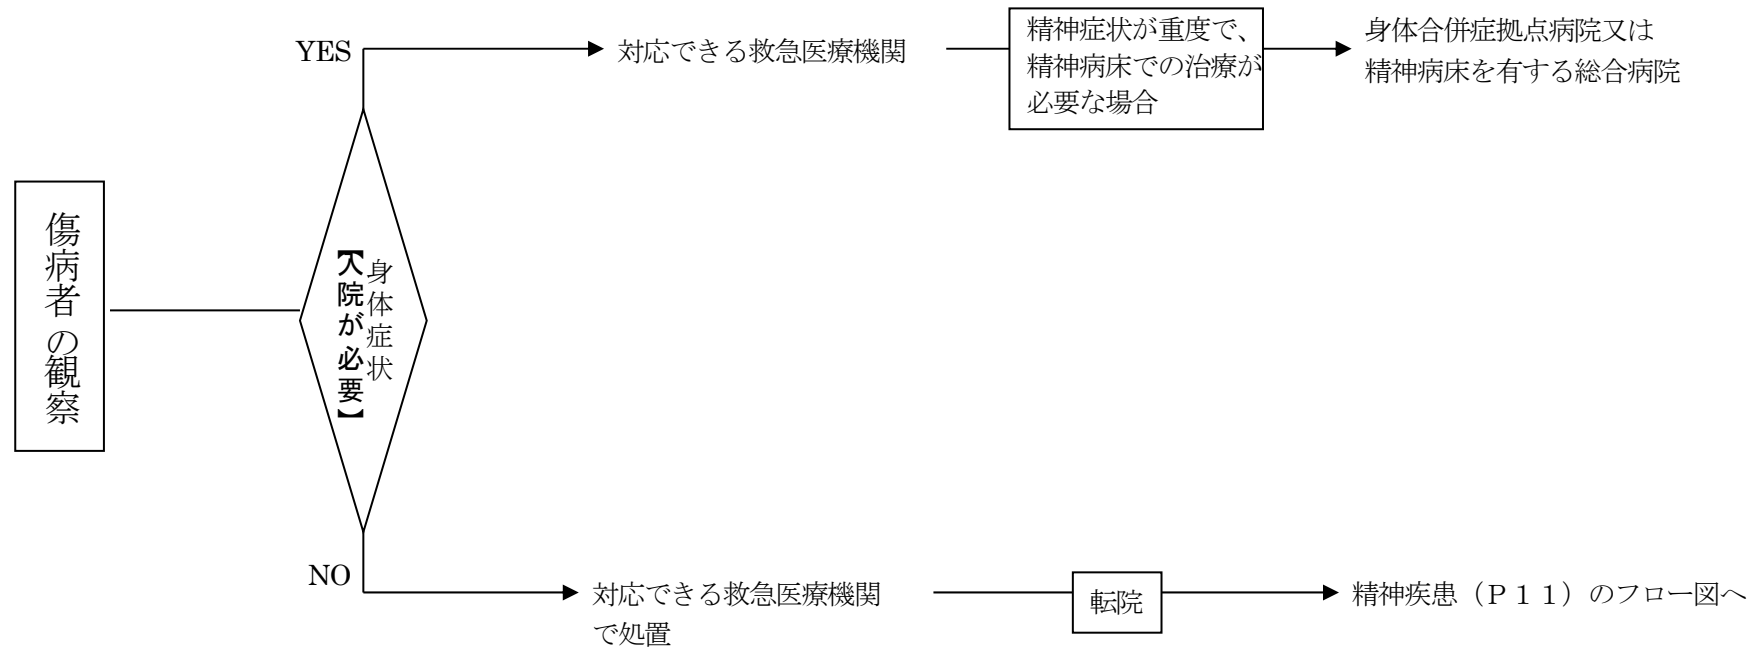 傷病者の観察
身体症状
【入院が必要】
YES
対応できる救急医療機関
精神症状が重度で、
精神病床での治療が
必要な場合
身体合併症拠点病院又は
精神病床を有する総合病院
NO
対応できる救急医療機関
で処置
転院
精神疾患（Ｐ１１）のフロー図へ